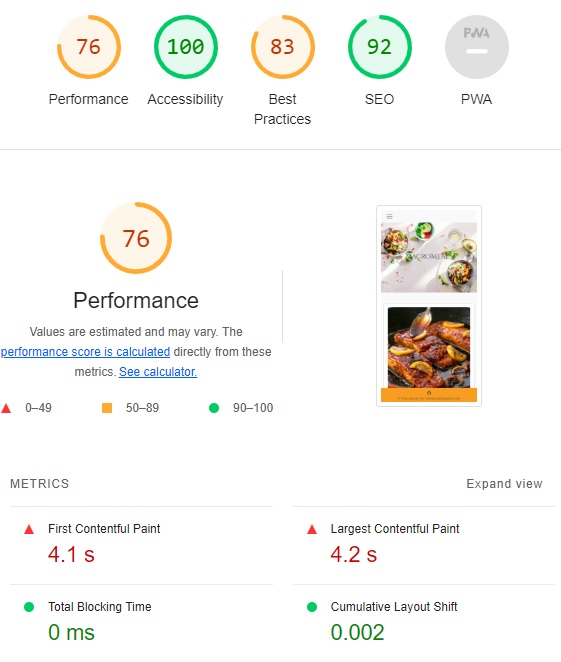 76
100
83
92
PWA
Performance
Accessibility
Best
Practices
SEO
PWA
76
Performance
Values are estimated and may vary. The
performance score is calculated directly from these
metrics. See calculator.
0–49
50–89
90–100
METRICS
Expand view
First Contentful Paint
4.1 s
Largest Contentful Paint
4.2 s
Total Blocking Time
0 ms
Cumulative Layout Shift
0.002